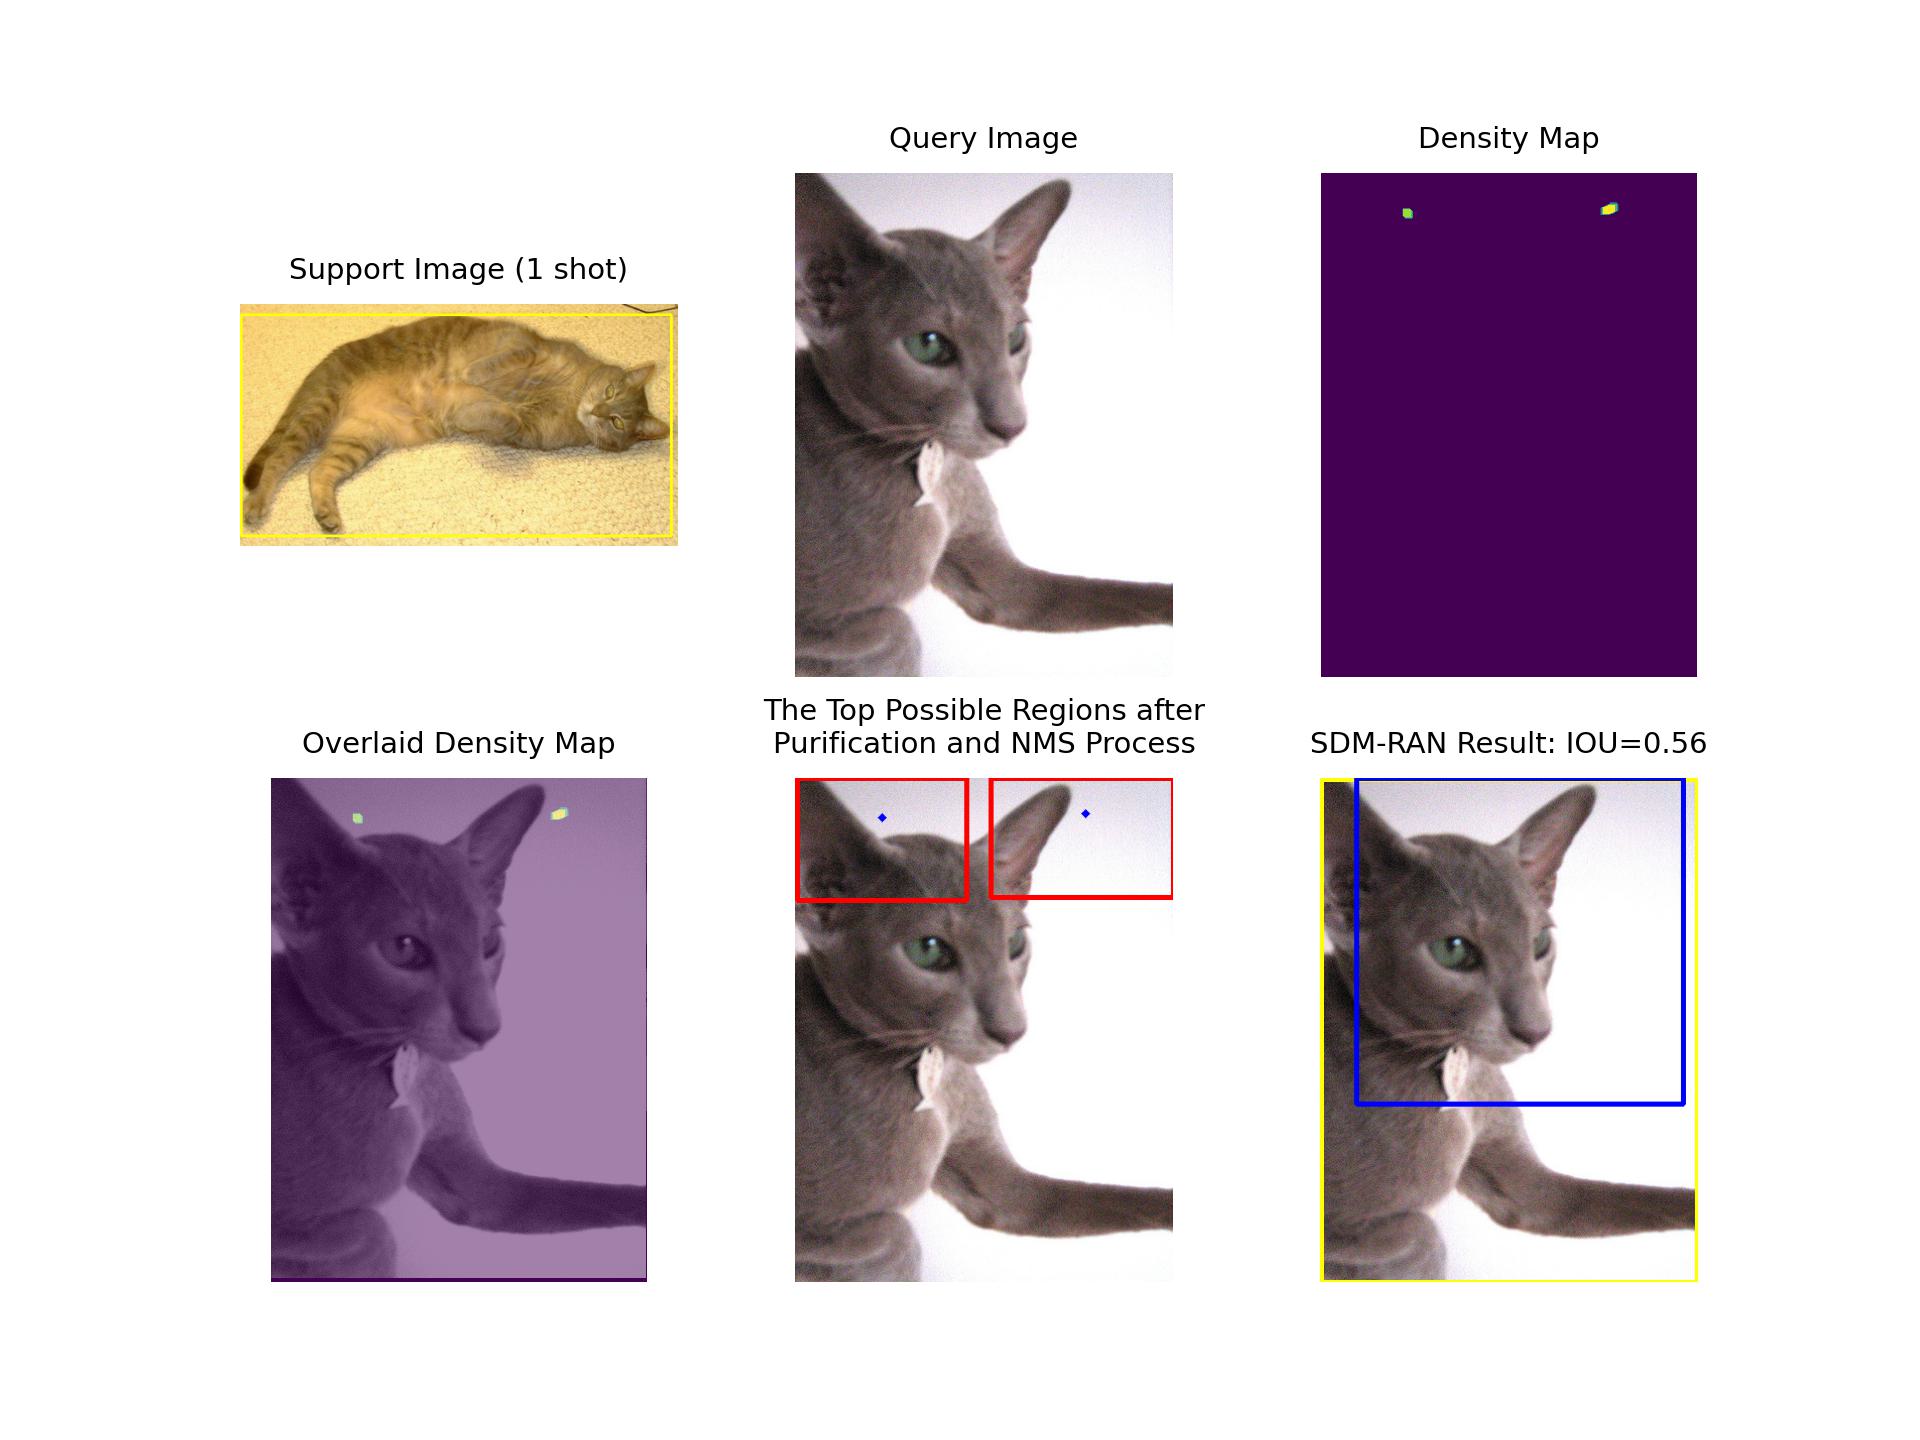 Query Image
Density Map
Support Image (1 shot)
Overlaid Density Map
The Top Possible Regions after
Purification and NMS Process
SDM-RAN Result: IOU=0.56